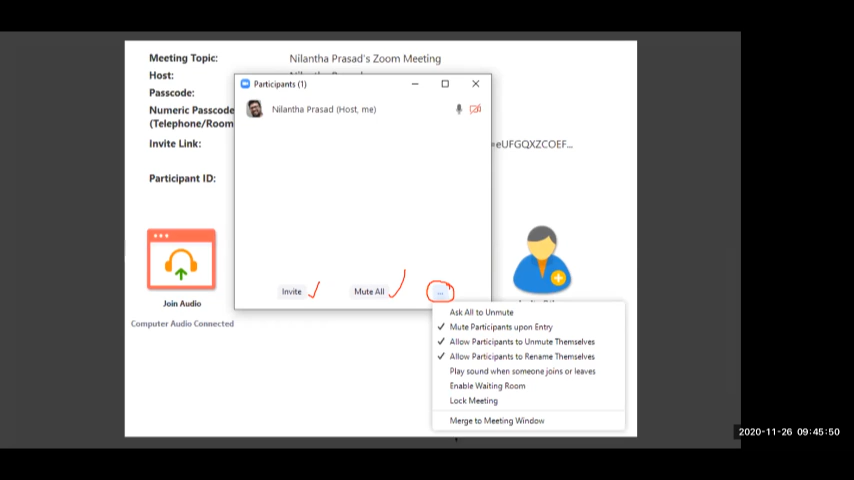 Meeting Topic: Nilantha Prasad's Zoom Meeting
Host:
Participants (1)
Passcode:
Numeric Passcode
Nilantha Prasad (Host, me)
(Telephone/Room
Invite Link: =eUFGQXZCOEF...
Participant ID:
Invite Mute All ...
Join Audio
Ask All to Unmute
Computer Audio Connected
Mute Participants upon Entry
Allow Participants to Unmute Themselves
Allow Participants to Rename Themselves
Play sound when someone joins or leaves
Enable Waiting Room
Lock Meeting
Merge to Meeting Window
2020-11-26 09:45:50